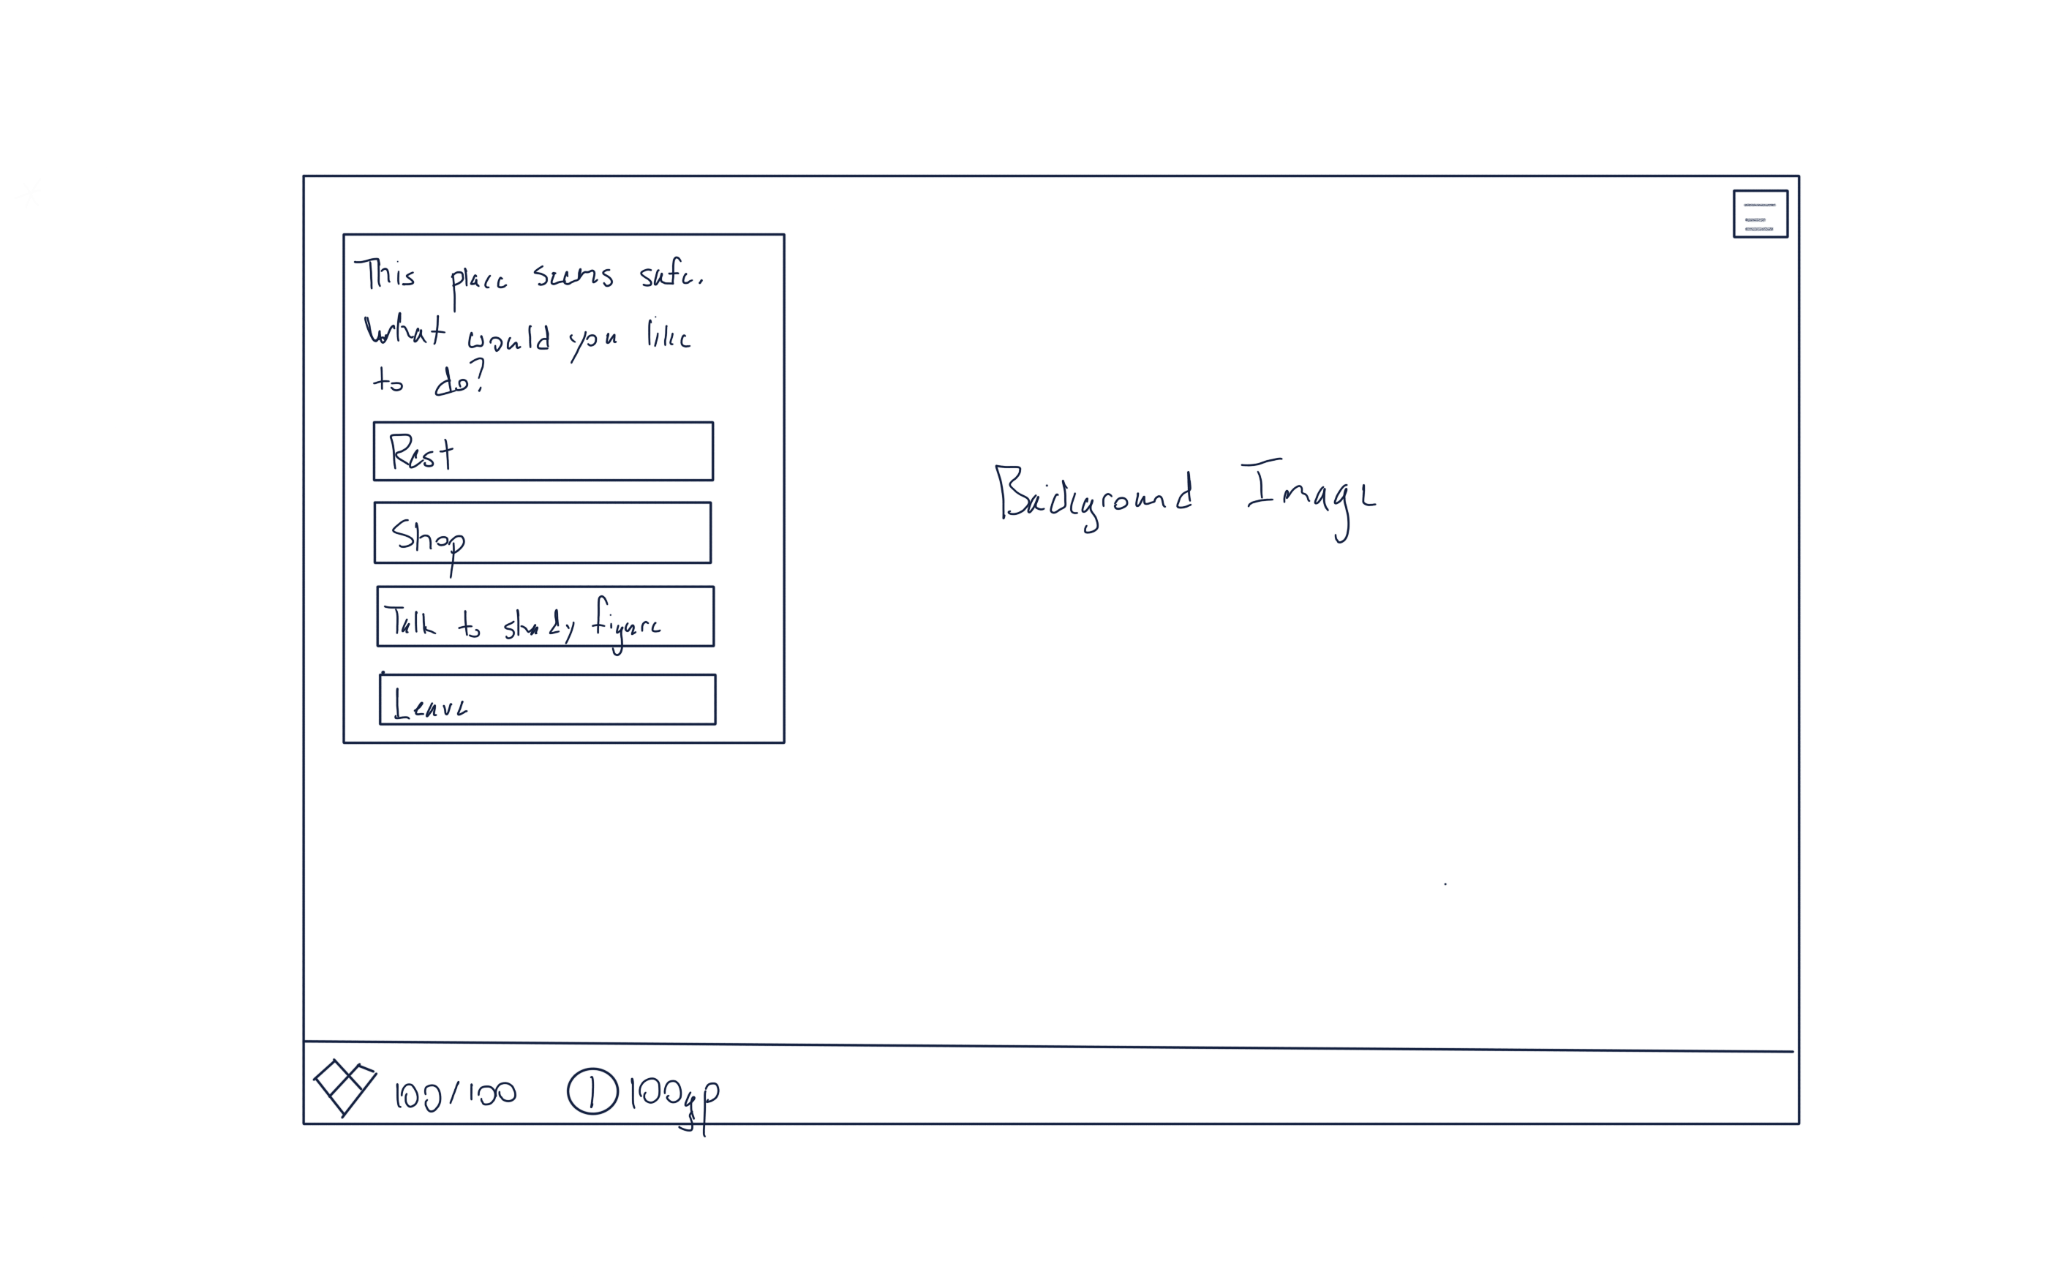 This place seems safe.
What would you like
to do?
Rest
Shop
Talk to shady figure
Leave
Background Image
100/100 1 100gp